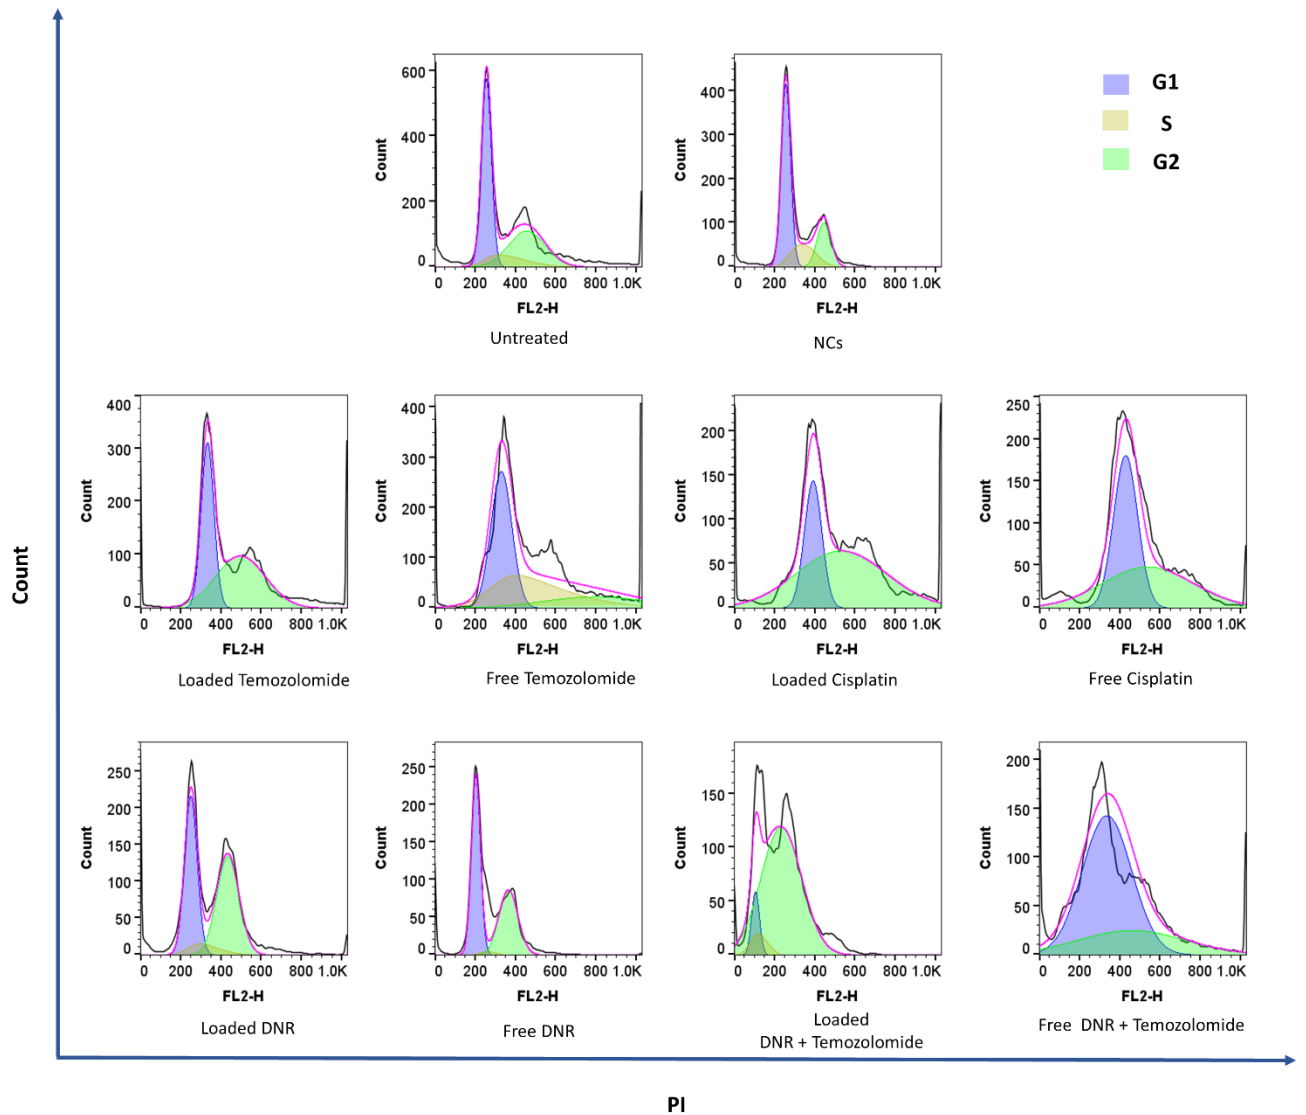 600
400
200
0
Count
0 200 400 600 800 1.0K
FL2-H
Untreated
400
300
200
100
0
Count
0 200 400 600 800 1.0K
FL2-H
NCs
G1
S
G2
400
300
200
100
0
Count
0 200 400 600 800 1.0K
FL2-H
Loaded Temozolomide
400
300
200
100
0
Count
0 200 400 600 800 1.0K
FL2-H
Free Temozolomide
200
150
100
50
0
Count
0 200 400 600 800 1.0K
FL2-H
Loaded Cisplatin
250
200
150
100
50
0
Count
0 200 400 600 800 1.0K
FL2-H
Free Cisplatin
Count
250
200
150
100
50
0
Count
0 200 400 600 800 1.0K
FL2-H
Loaded DNR
250
200
150
100
50
0
Count
0 200 400 600 800 1.0K
FL2-H
Free DNR
150
100
50
0
Count
0 200 400 600 800 1.0K
FL2-H
Loaded
DNR + Temozolomide
200
150
100
50
0
Count
0 200 400 600 800 1.0K
FL2-H
Free DNR + Temozolomide
PI